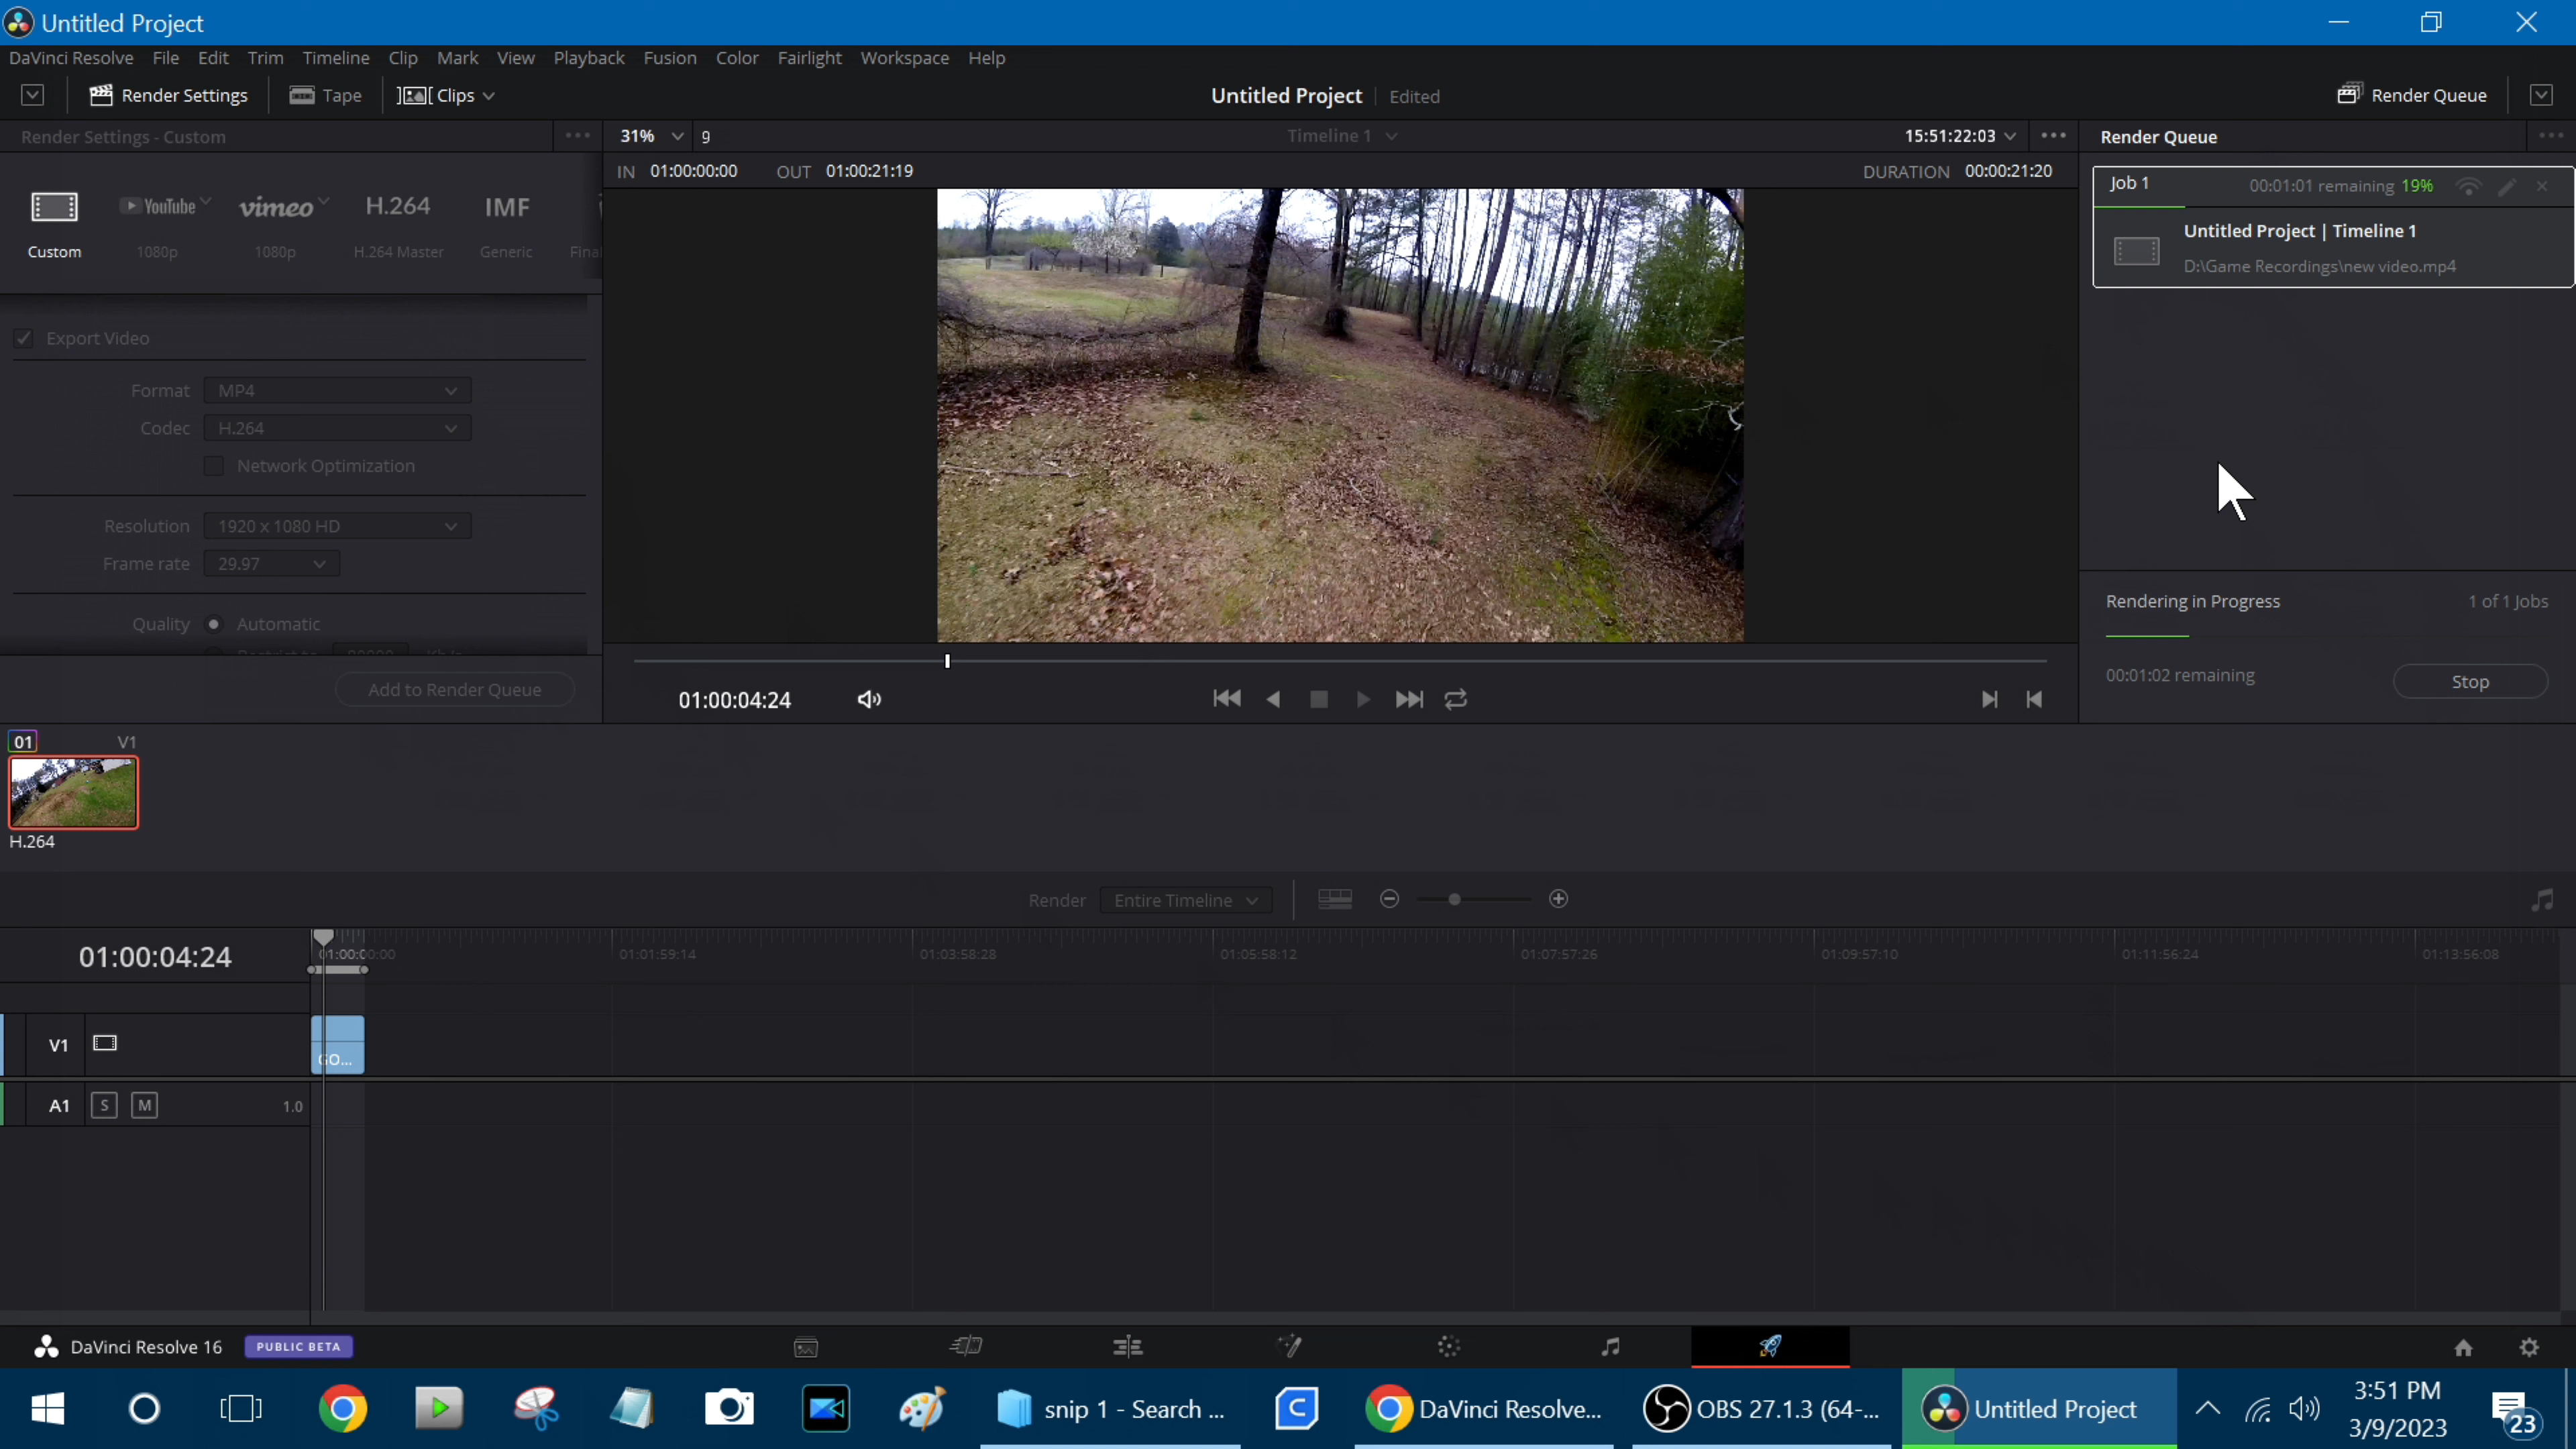 Untitled Project
DaVinci Resolve File Edit Trim Timeline Clip Mark View Playback Fusion Color Fairlight Workspace Help
Render Settings Tape Clips Untitled Project Edited Render Queue
Render Settings - Custom 31% 9 Timeline 1 15:51:22:03 Render Queue
IN 01:00:00:00 OUT 01:00:21:19 DURATION 00:00:21:20
Job 1 00:01:01 remaining 19%
YouTube vimeo H.264 IMF
Custom 1080p 1080p H.264 Master Generic Final
Untitled Project | Timeline 1
D:\Game Recordings\new video.mp4
Export Video
Format MP4
Codec H.264
Network Optimization
Resolution 1920 x 1080 HD
Frame rate 29.97
Quality Automatic
Rendering in Progress 1 of 1 Jobs
00:01:02 remaining Stop
Add to Render Queue
01:00:04:24
01 V1
H.264
Render Entire Timeline
01:00:04:24 01:00:00:00 01:01:59:14 01:03:58:28 01:05:58:12 01:07:57:26 01:09:57:10 01:11:56:24 01:13:56:08
V1 GO...
A1 S M 1.0
DaVinci Resolve 16 PUBLIC BETA
snip 1 - Search ... DaVinci Resolve... OBS 27.1.3 (64-... Untitled Project 3:51 PM
3/9/2023 23